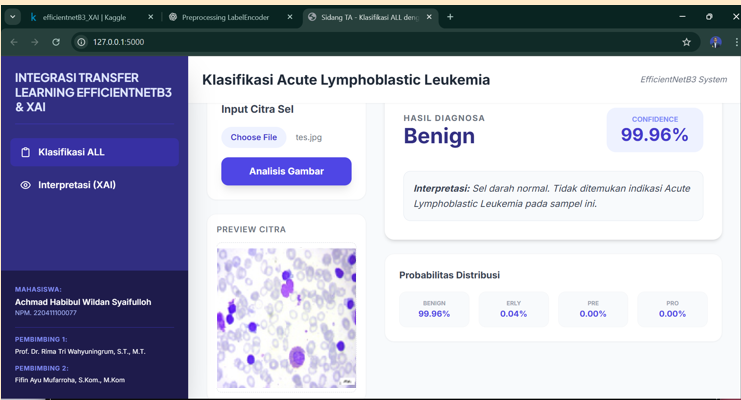 efficientnetB3_XAI | Kaggle
Preprocessing LabelEncoder
Sidang TA - Klasifikasi ALL deng
127.0.0.1:5000
INTEGRASI TRANSFER
LEARNING EFFICIENTNETB3
& XAI
Klasifikasi ALL
Interpretasi (XAI)
MAHASISWA:
Achmad Habibul Wildan Syaifulloh
NPM. 220411100077
PEMBIMBING 1:
Prof. Dr. Rima Tri Wahyuningrum, S.T., M.T.
PEMBIMBING 2:
Fifin Ayu Mufarroha, S.Kom., M.Kom
Klasifikasi Acute Lymphoblastic Leukemia
EfficientNetB3 System
Input Citra Sel
Choose File tes.jpg
Analisis Gambar
PREVIEW CITRA
HASIL DIAGNOSA
Benign
CONFIDENCE
99.96%
Interpretasi: Sel darah normal. Tidak ditemukan indikasi Acute
Lymphoblastic Leukemia pada sampel ini.
Probabilitas Distribusi
BENIGN ERLY PRE PRO
99.96% 0.04% 0.00% 0.00%